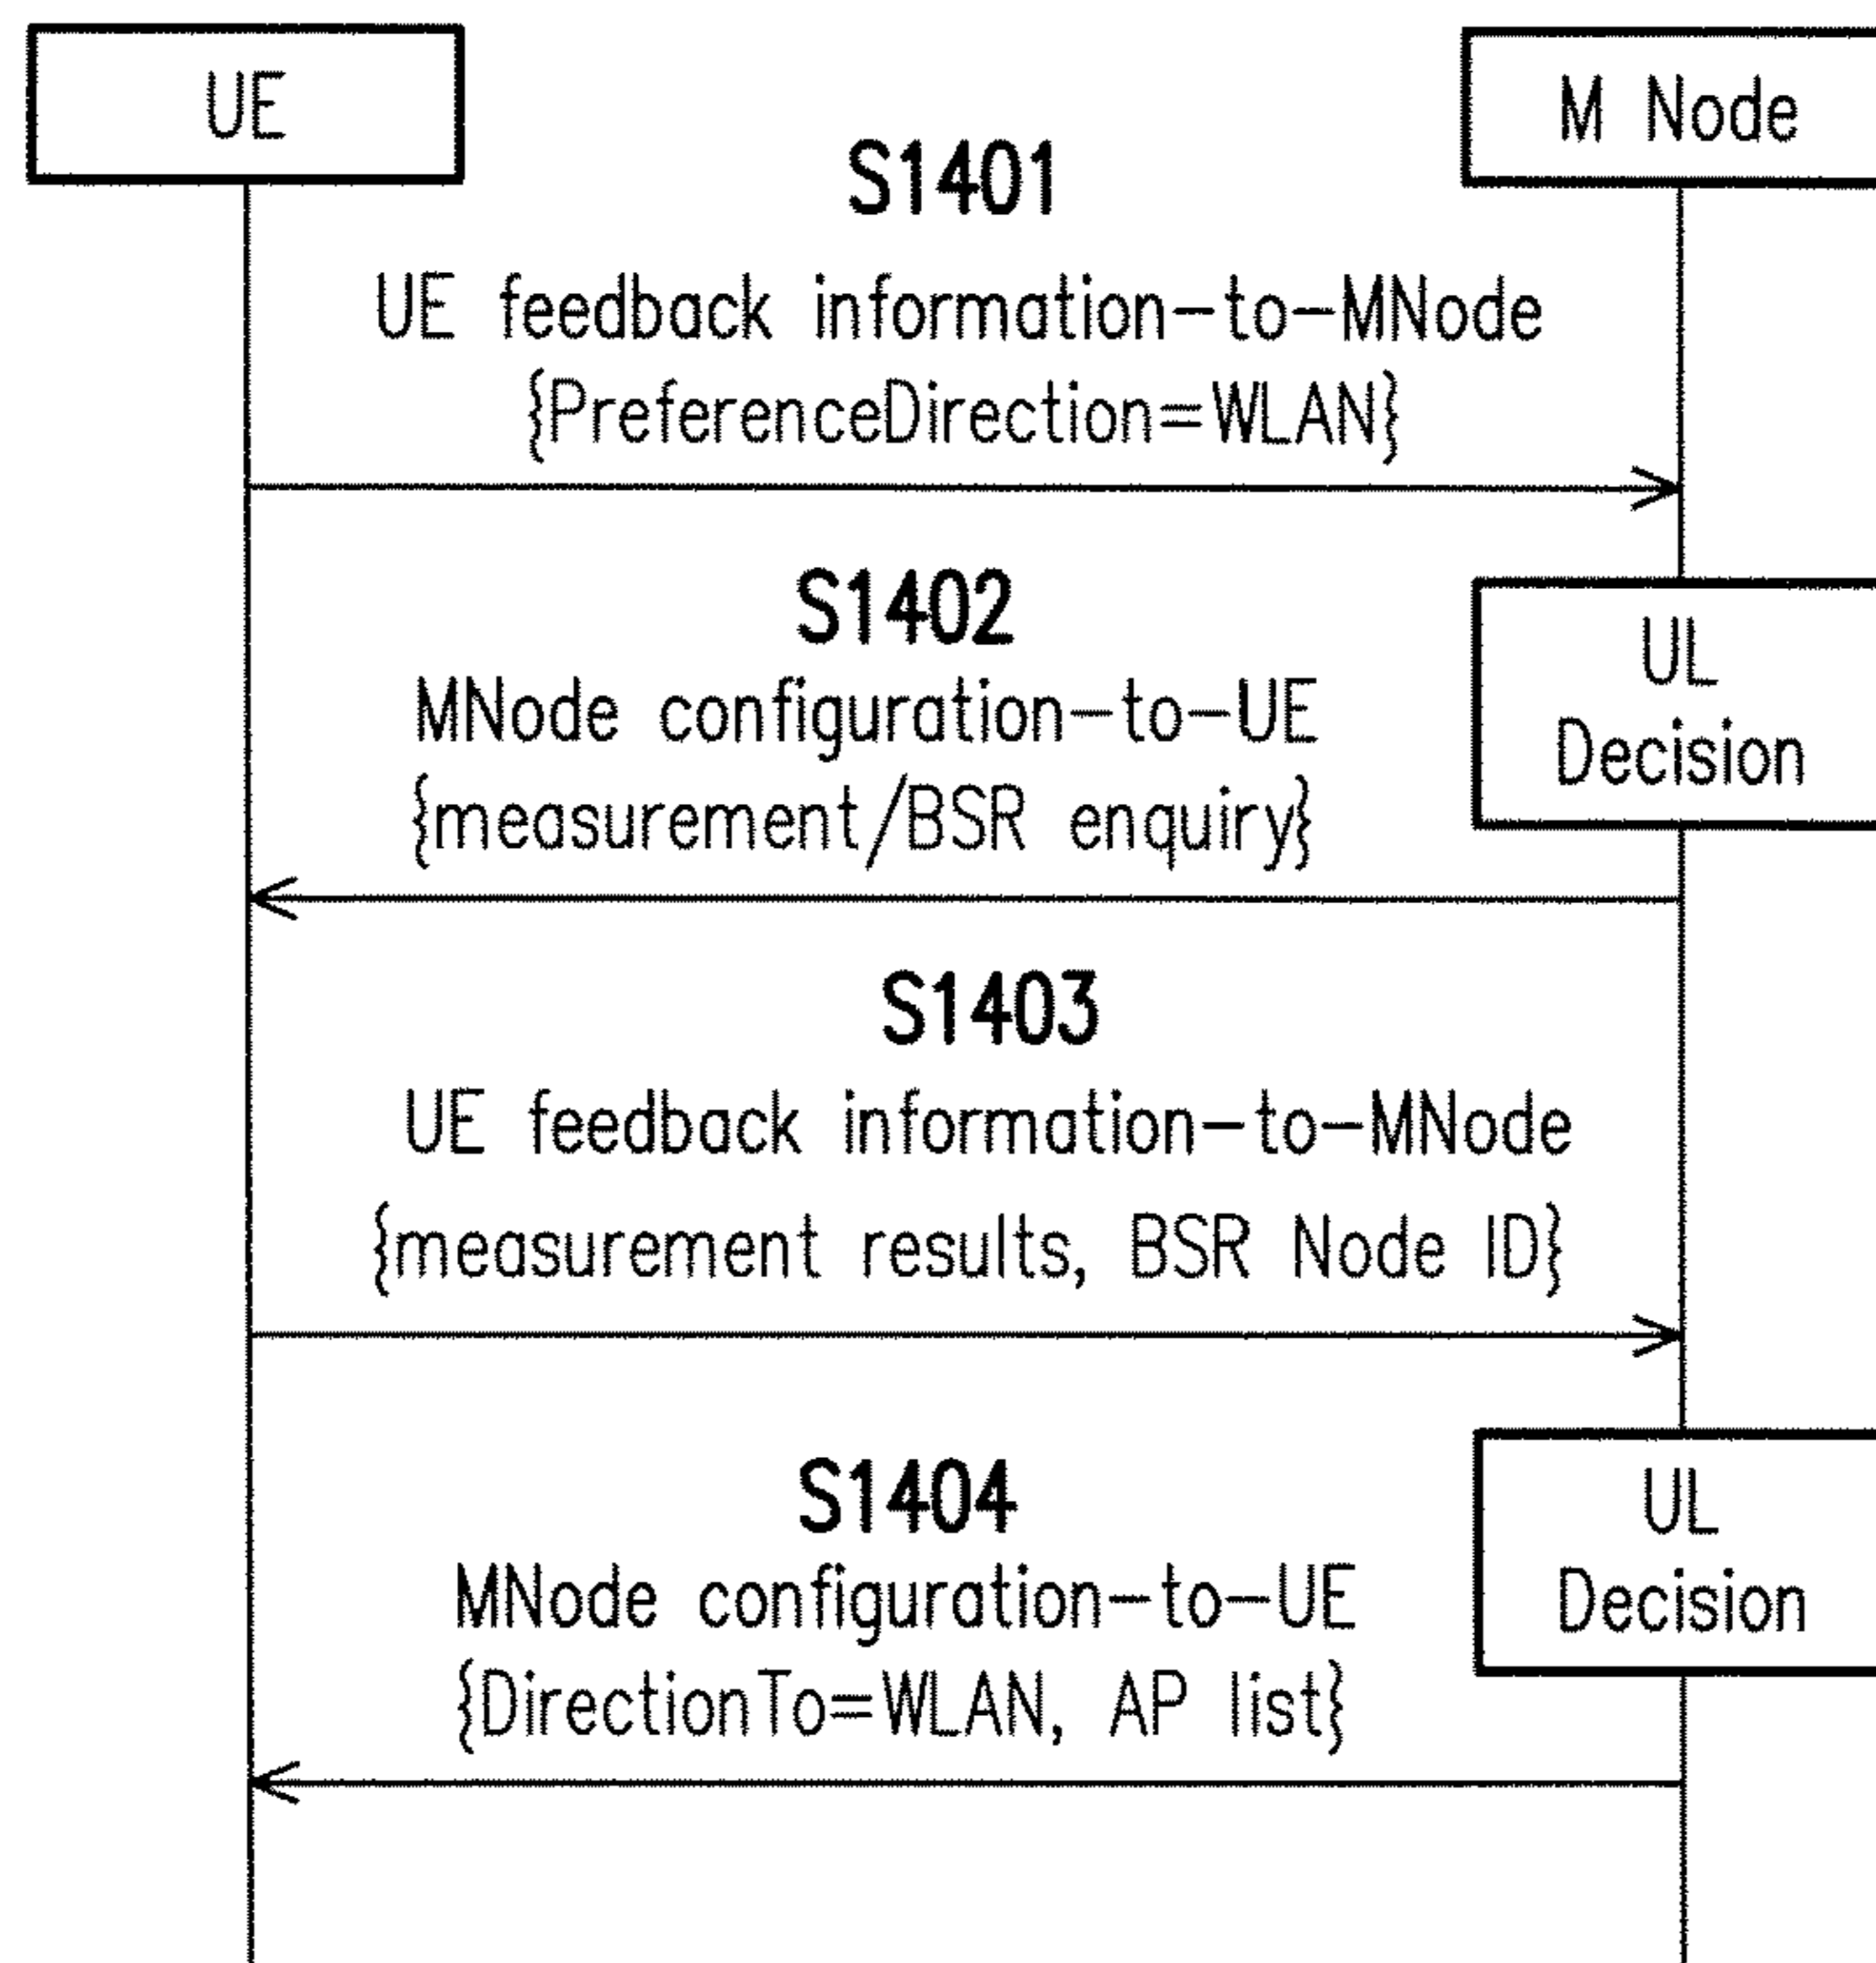 UE
M Node
S1401
UE feedback information-to-MNode
{PreferenceDirection=WLAN}
S1402
MNode configuration-to-UE
{measurement/BSR enquiry}
UL
Decision
S1403
UE feedback information-to-MNode
{measurement results, BSR Node ID}
S1404
MNode configuration-to-UE
{DirectionTo=WLAN, AP list}
UL
Decision